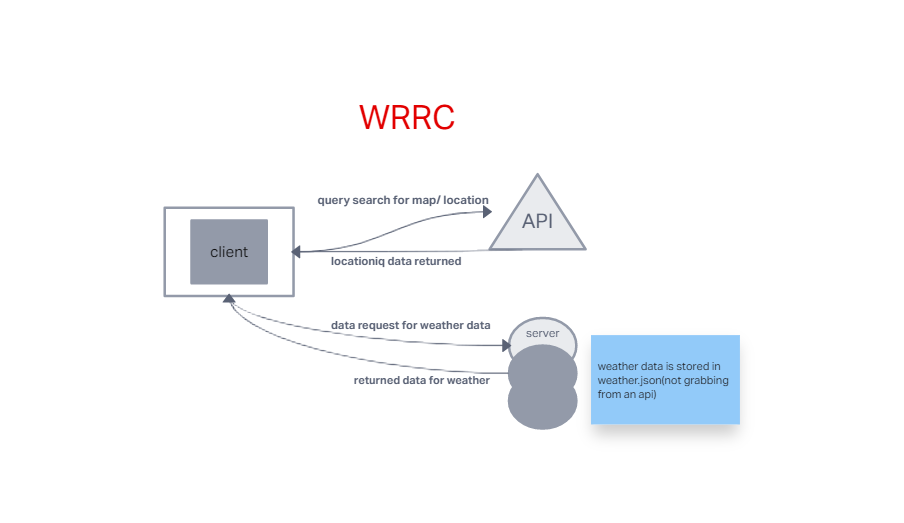 WRRC
query search for map/ location
API
client
locationiq data returned
data request for weather data
server
returned data for weather
weather data is stored in
weather.json(not grabbing
from an api)